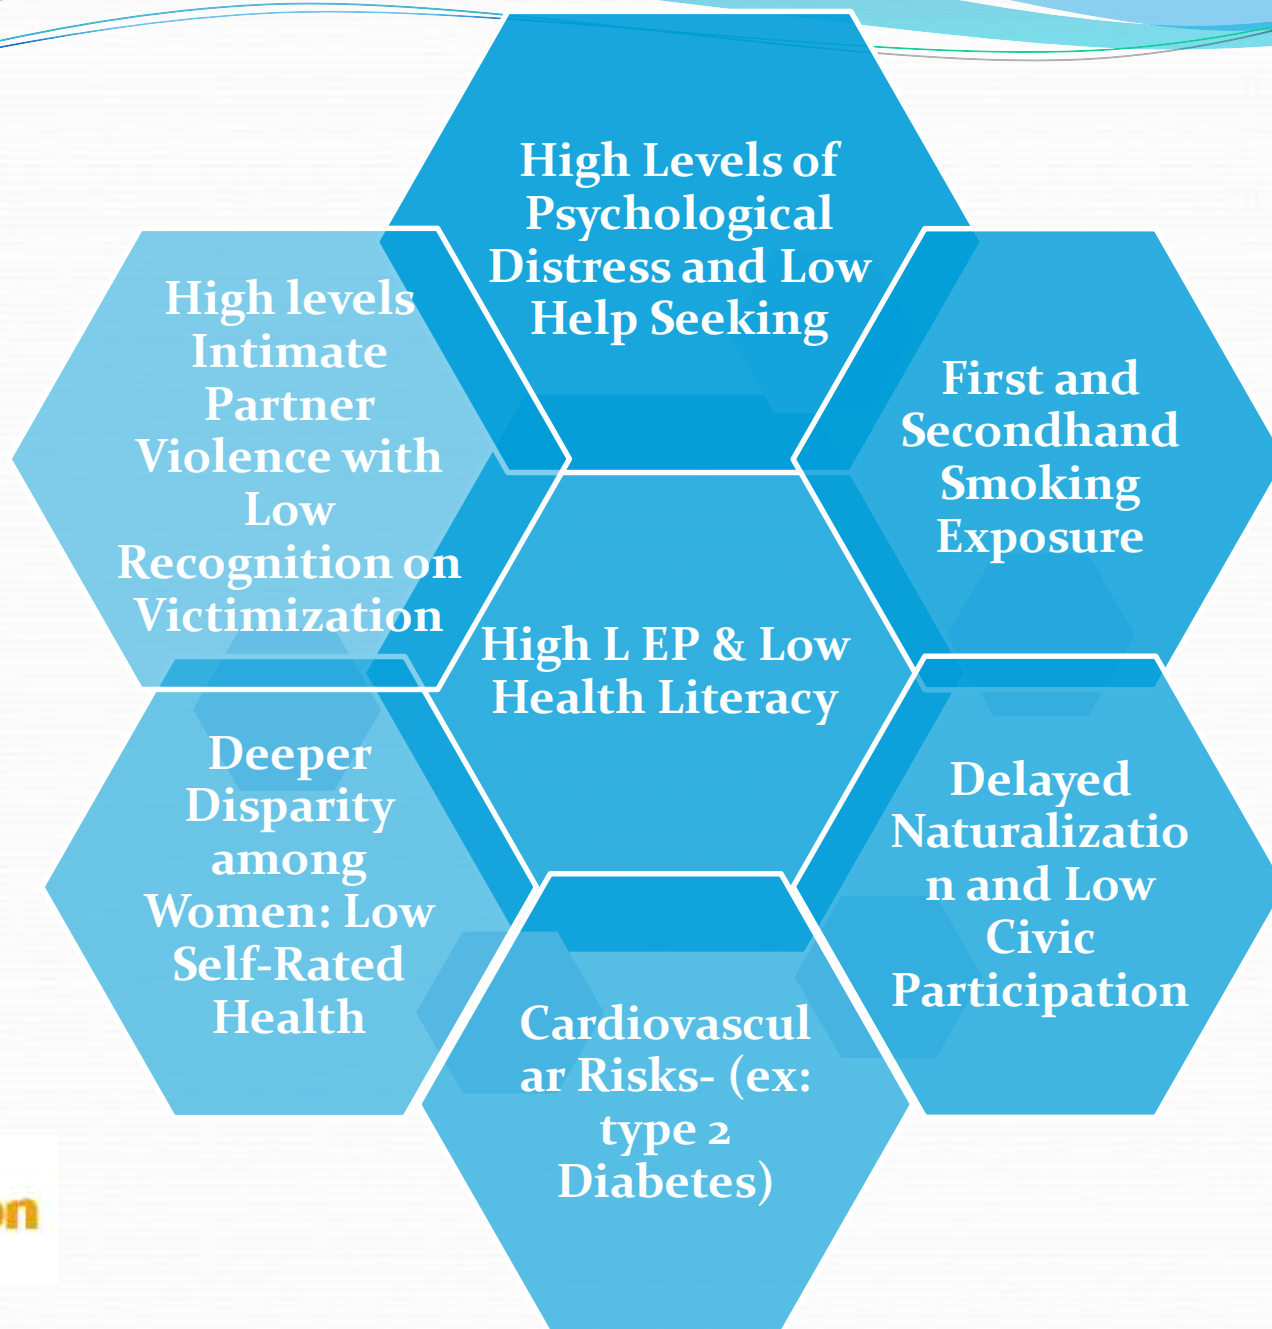 High Levels of
Psychological
Distress and Low
Help Seeking
First and
Secondhand
Smoking
Exposure
Delayed
Naturalizatio
n and Low
Civic
Participation
Cardiovascul
ar Risks- (ex:
type 2
Diabetes)
Deeper
Disparity
among
Women: Low
Self-Rated
Health
High levels
Intimate
Partner
Violence with
Low
Recognition on
Victimization
High L EP & Low
Health Literacy